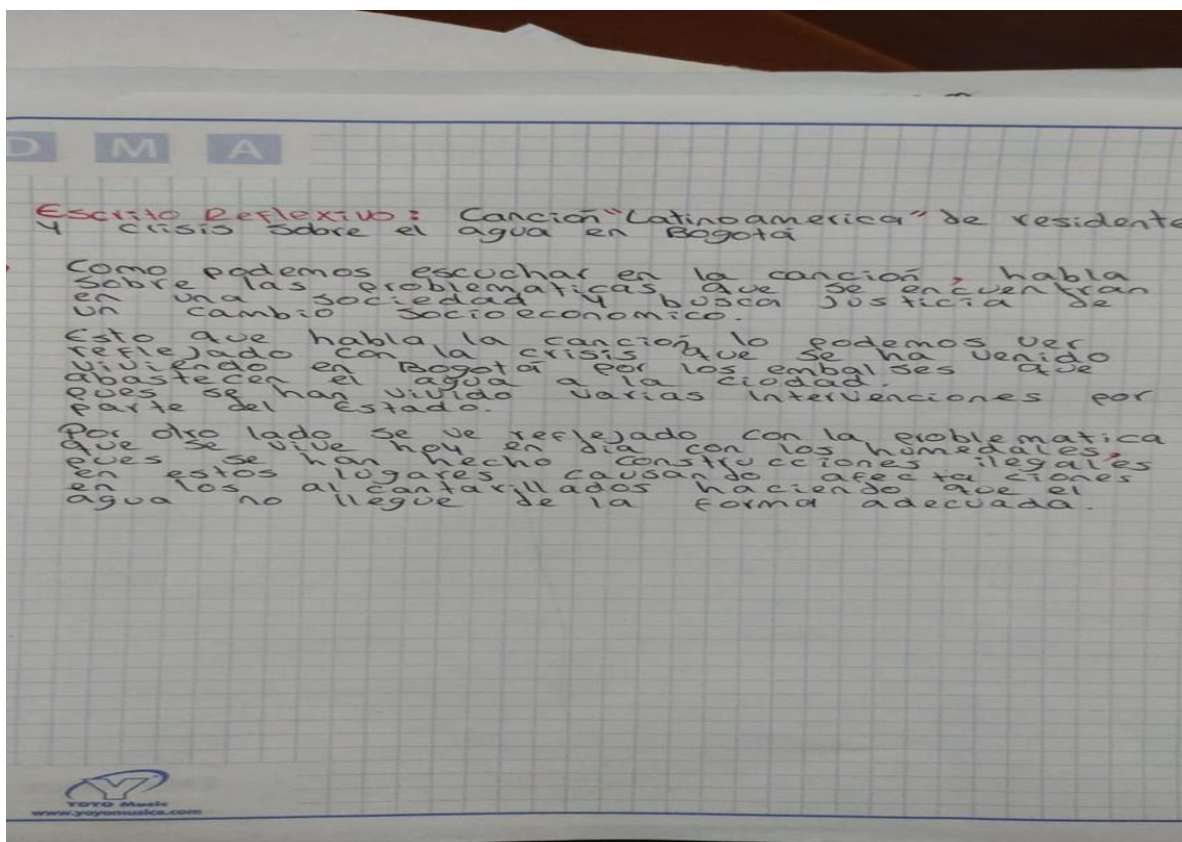 D M A
Escrito Reflexivo: Canción "Latinoamerica" de residente
y crisis sobre el agua en Bogotá
Como podemos escuchar en la canción, habla
sobre las problematicas que se encuentran
en una sociedad y busca justicia de
un cambio socioeconomico.
Esto que habla la canción lo podemos ver
reflejado con la crisis que se ha venido
viviendo en Bogotá por los embalses que
abastecen el agua a la ciudad.
pues se han vivido varias intervenciones por
parte del Estado.
Por otro lado se ve reflejado con la problematica
que se vive hoy en dia con los humedales,
pues se han hecho construcciones ilegales
en estos lugares causando afectaciones
en los alcantarillados haciendo que el
agua no llegue de la forma adecuada.
YOYO Music
www.yoyomusica.com